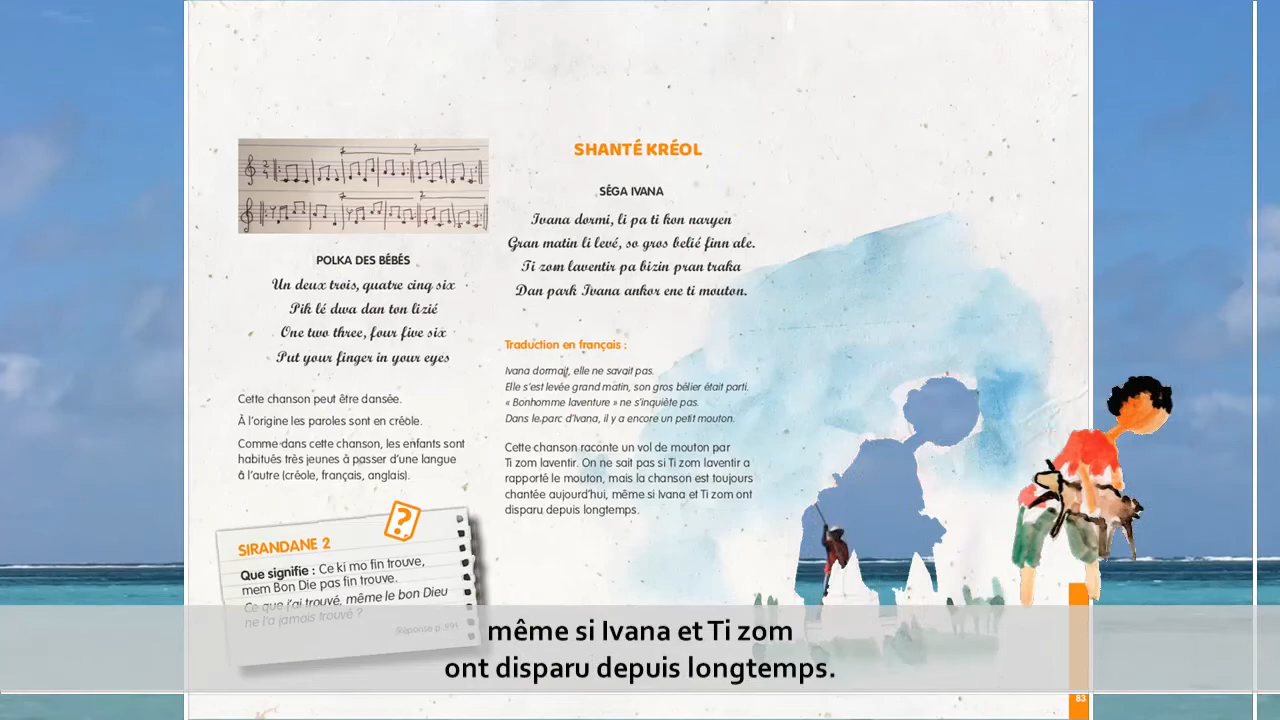 POLKA DES BÉBÉS
Un deux trois, quatre cinq six
Pik lé dwa dan ton lizié
One two three, four five six
Put your finger in your eyes
Cette chanson peut être dansée.
À l'origine les paroles sont en créole.
Comme dans cette chanson, les enfants sont
habitués très jeunes à passer d'une langue
à l'autre (créole, français, anglais).
?
SIRANDANE 2
Que signifie : Ce ki mo fin trouve,
mem Bon Die pas fin trouve.
Ce que j'ai trouvé, même le bon Dieu
ne l'a jamais trouvé ?
SHANTÉ KRÉOL
SÉGA IVANA
Ivana dormi, li pa ti kon naryen
Gran matin li levé, so gros belié finn ale.
Ti zom laventir pa bizin pran traka
Dan park Ivana ankor ene ti mouton.
Traduction en français :
Ivana dormait, elle ne savait pas.
Elle s'est levée grand matin, son gros bélier était parti.
« Bonhomme laventure » ne s'inquiète pas.
Dans le parc d'Ivana, il y a encore un petit mouton.
Cette chanson raconte un vol de mouton par
Ti zom laventir. On ne sait pas si Ti zom laventir a
rapporté le mouton, mais la chanson est toujours
chantée aujourd'hui, même si Ivana et Ti zom ont
disparu depuis longtemps.
même si Ivana et Ti zom
ont disparu depuis longtemps.
83